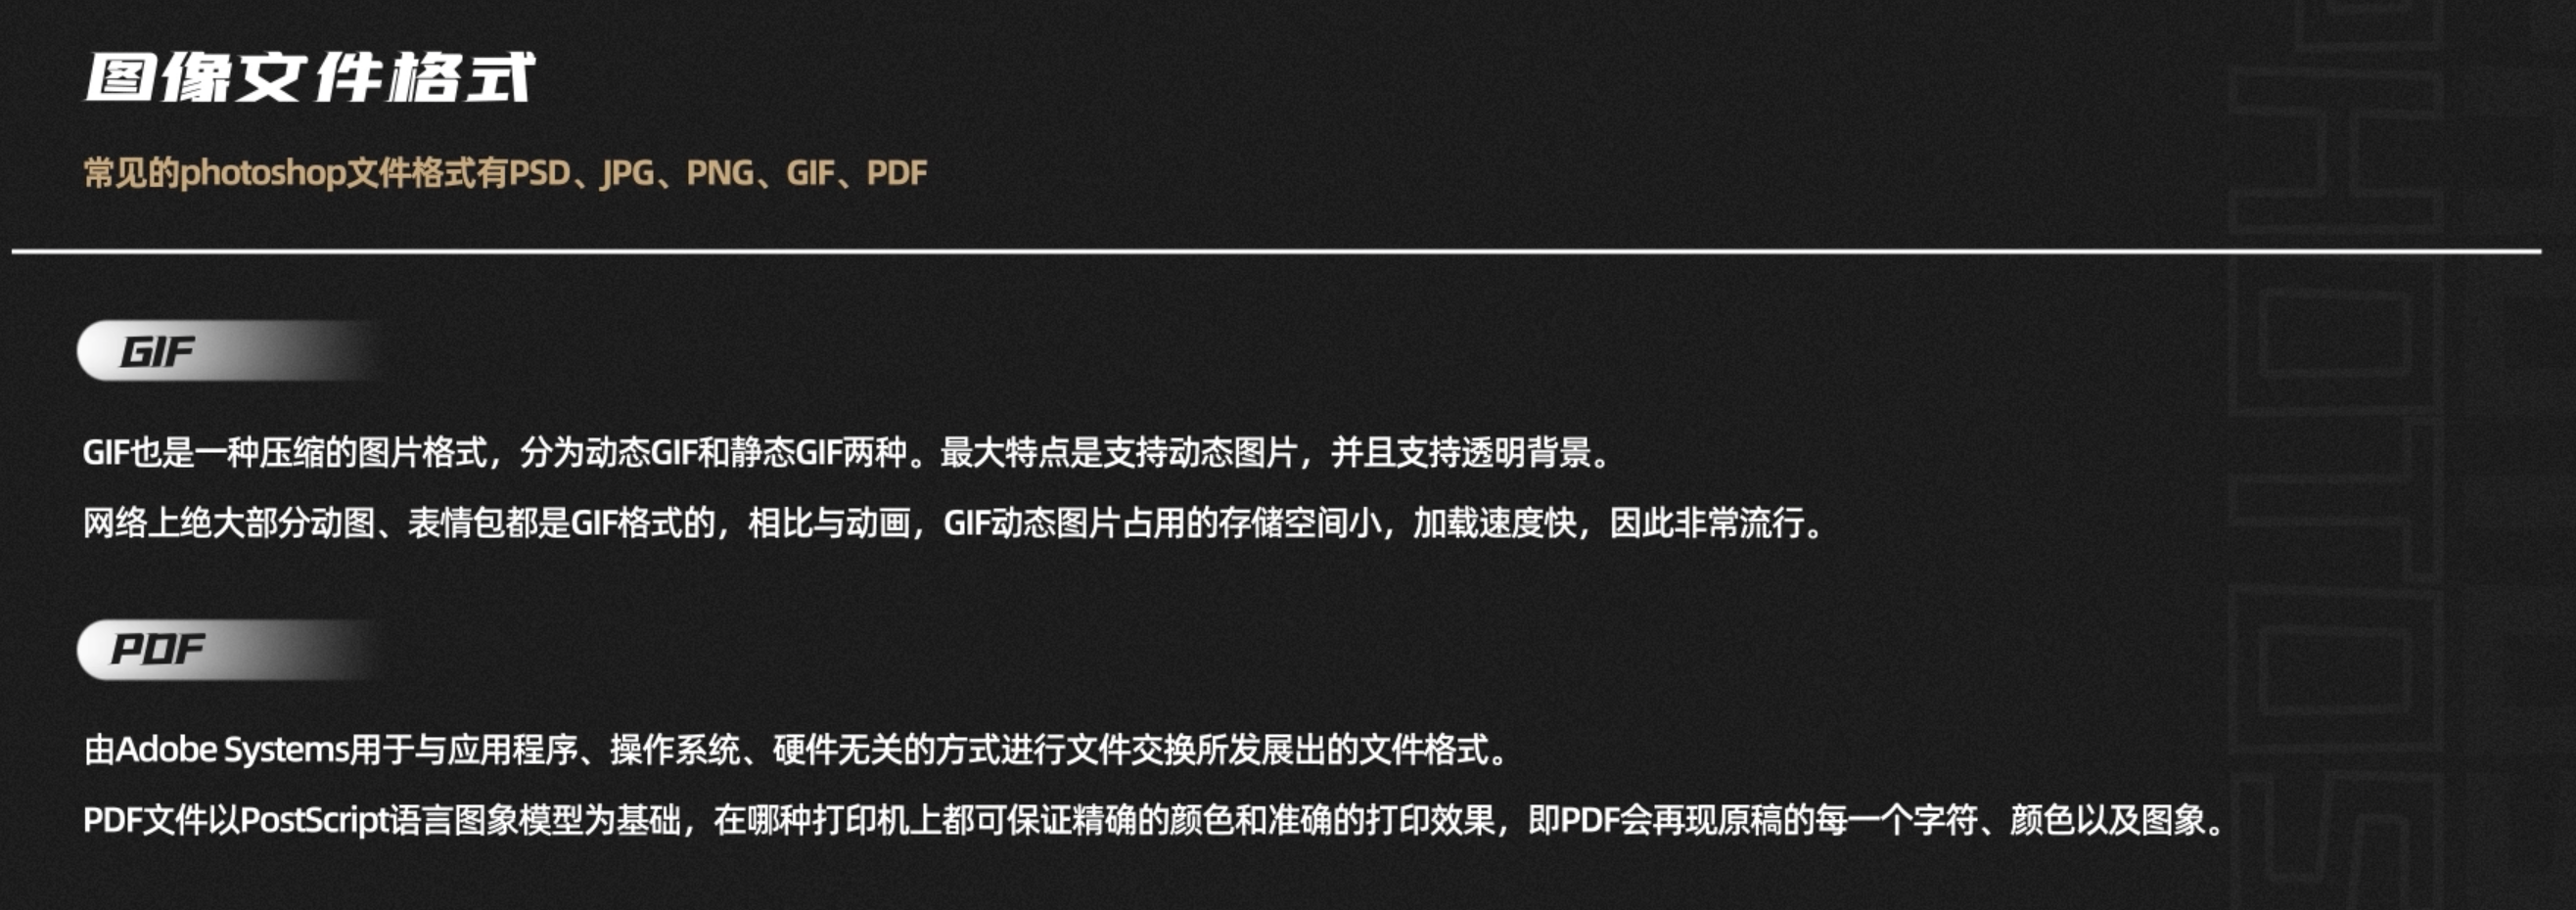 图像文件格式
常见的photoshop文件格式有PSD、JPG、PNG、GIF、PDF
GIF
GIF也是一种压缩的图片格式，分为动态GIF和静态GIF两种。最大特点是支持动态图片，并且支持透明背景。
网络上绝大部分动图、表情包都是GIF格式的，相比与动画，GIF动态图片占用的存储空间小，加载速度快，因此非常流行。
PDF
由Adobe Systems用于与应用程序、操作系统、硬件无关的方式进行文件交换所发展出的文件格式。
PDF文件以PostScript语言图象模型为基础，在哪种打印机上都可保证精确的颜色和准确的打印效果，即PDF会再现原稿的每一个字符、颜色以及图象。